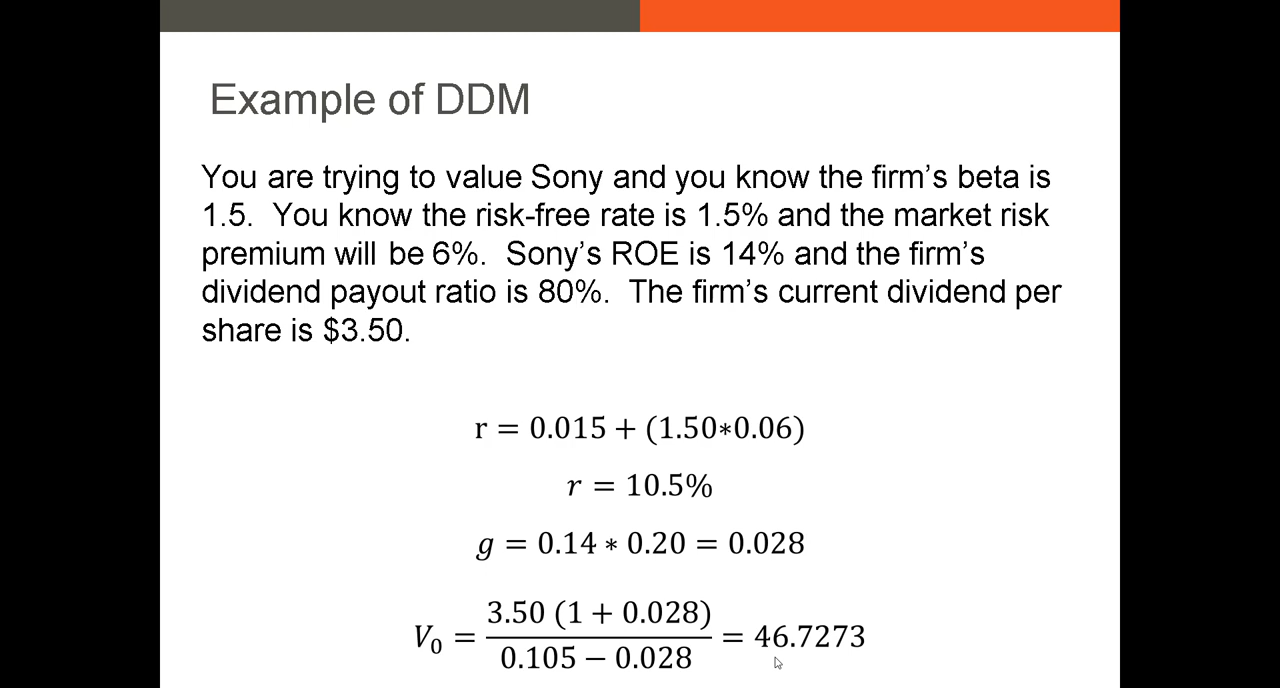 Example of DDM
You are trying to value Sony and you know the firm’s beta is
1.5.  You know the risk-free rate is 1.5% and the market risk
premium will be 6%.  Sony’s ROE is 14% and the firm’s
dividend payout ratio is 80%.  The firm’s current dividend per
share is $3.50.
r = 0.015 + (1.50*0.06)
r = 10.5%
g = 0.14 * 0.20 = 0.028
V₀ = 3.50 (1 + 0.028) / 0.105 − 0.028 = 46.7273